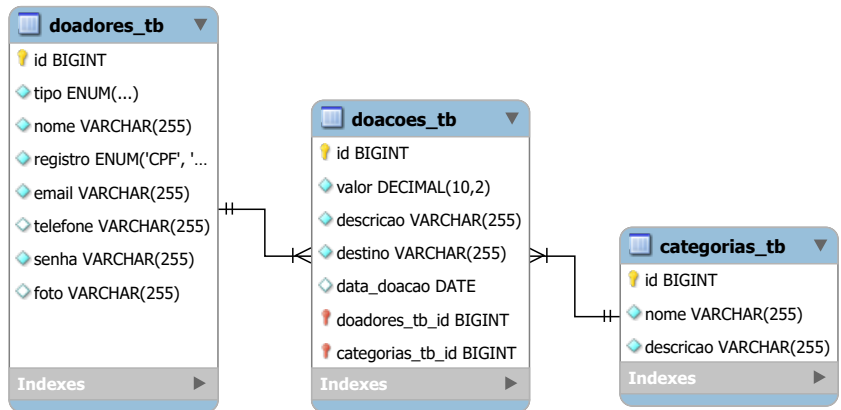 doadores_tb
id BIGINT
tipo ENUM(...)
nome VARCHAR(255)
registro ENUM('CPF', '...
email VARCHAR(255)
telefone VARCHAR(255)
senha VARCHAR(255)
foto VARCHAR(255)
Indexes
doacoes_tb
id BIGINT
valor DECIMAL(10,2)
descricao VARCHAR(255)
destino VARCHAR(255)
data_doacao DATE
doadores_tb_id BIGINT
categorias_tb_id BIGINT
Indexes
categorias_tb
id BIGINT
nome VARCHAR(255)
descricao VARCHAR(255)
Indexes